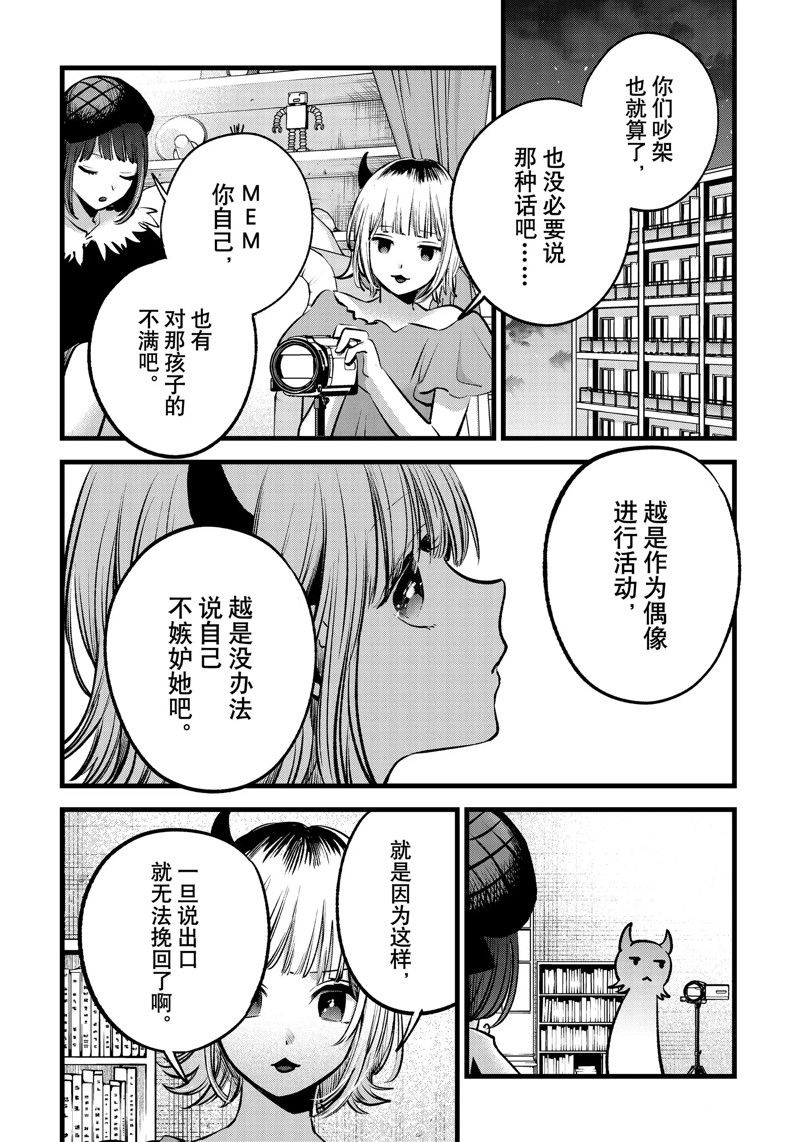 你们吵架
也就算了，
也没必要说
那种话吧……
MEM
你自己，
也有
对那孩子的
不满吧。
越是作为偶像
进行活动，
越是没办法
说自己
不嫉妒她吧。
就是因为这样，
一旦说出口
就无法挽回了啊。